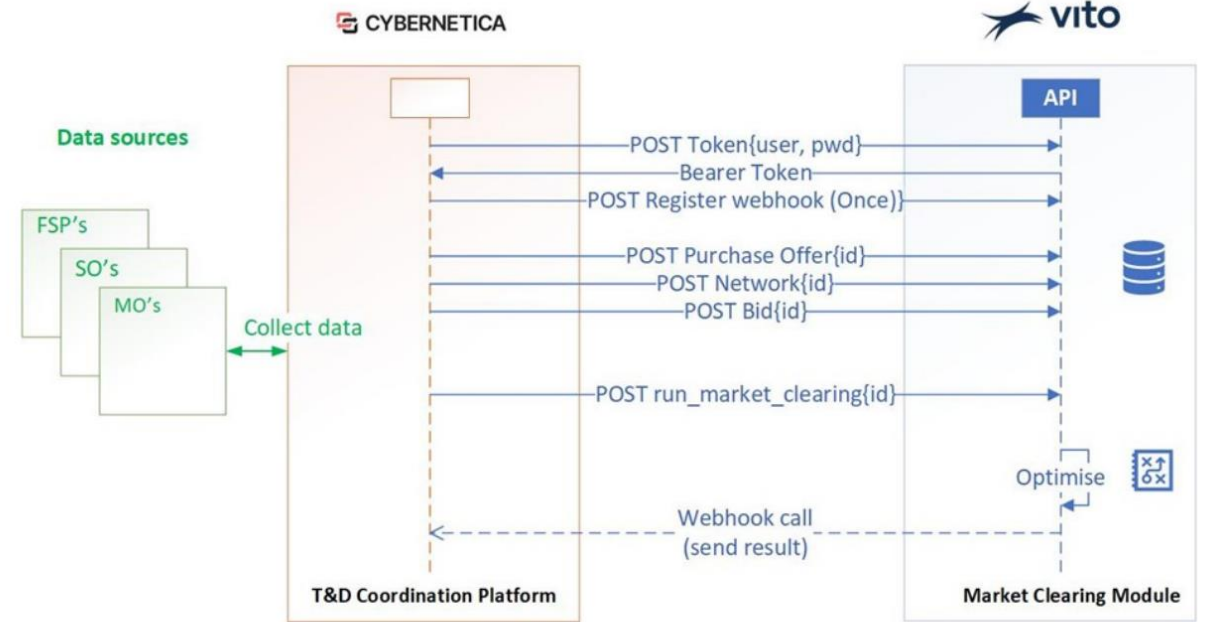 CYBERNETICA
vito
API
Data sources
POST Token{user, pwd}
Bearer Token
POST Register webhook (Once)}
FSP's
SO's
MO's
POST Purchase Offer{id}
POST Network{id}
POST Bid{id}
Collect data
POST run_market_clearing{id}
Optimise
Webhook call
(send result)
T&D Coordination Platform
Market Clearing Module